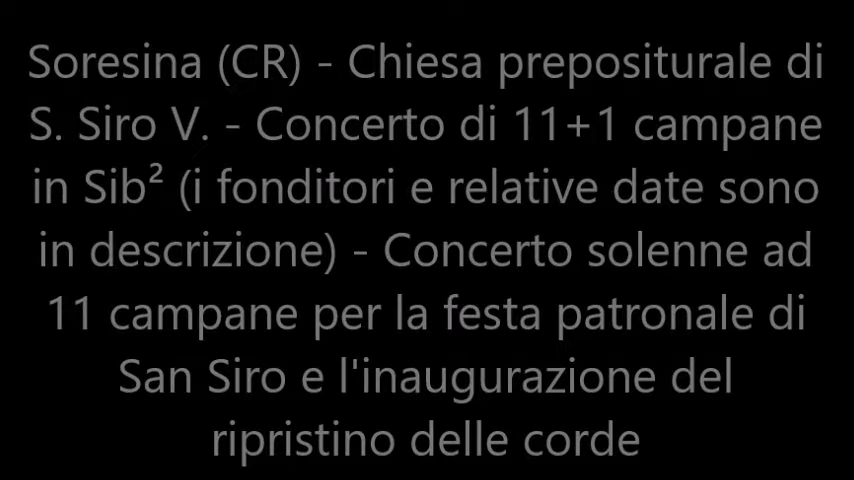 Soresina (CR) - Chiesa prepositurale di
S. Siro V. - Concerto di 11+1 campane
in Sib² (i fonditori e relative date sono
in descrizione) - Concerto solenne ad
11 campane per la festa patronale di
San Siro e l'inaugurazione del
ripristino delle corde